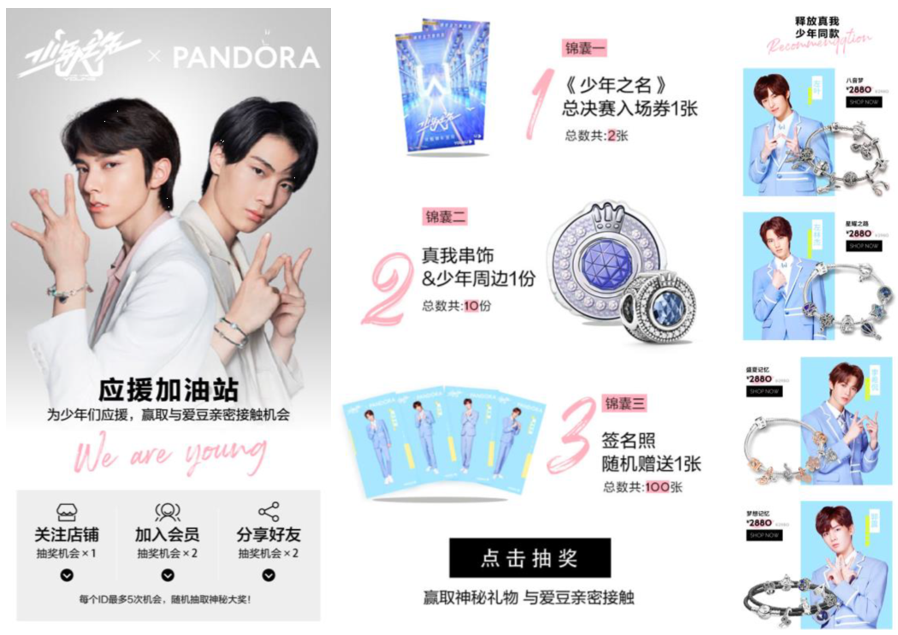 少年之名 × PANDORA
应援加油站
为少年们应援，赢取与爱豆亲密接触机会
We are young
关注店铺
抽奖机会×1
加入会员
抽奖机会×2
分享好友
抽奖机会×2
每个ID最多5次机会，随机抽取神秘大奖！
1
锦囊一
《少年之名》
总决赛入场券1张
总数共:2张
2
锦囊二
真我串饰
&少年周边1份
总数共:10份
3
锦囊三
签名照
随机赠送1张
总数共:100张
点击抽奖
赢取神秘礼物 与爱豆亲密接触
释放真我
少年同款
Recommendation
八音梦
¥2880
SHOP NOW
星耀之路
¥2880
SHOP NOW
盛夏记忆
¥2880
SHOP NOW
梦想记忆
¥2880
SHOP NOW